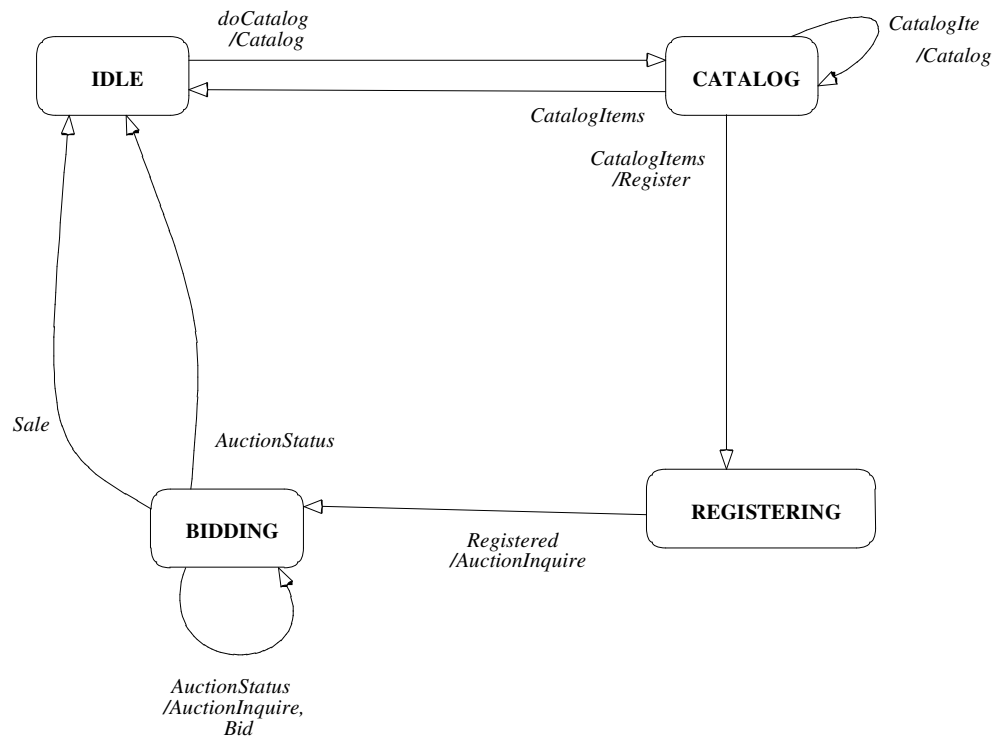 doCatalog
/Catalog
CatalogIte
/Catalog
IDLE
CATALOG
CatalogItems
CatalogItems
/Register
Sale
AuctionStatus
BIDDING
REGISTERING
Registered
/AuctionInquire
AuctionStatus
/AuctionInquire,
Bid